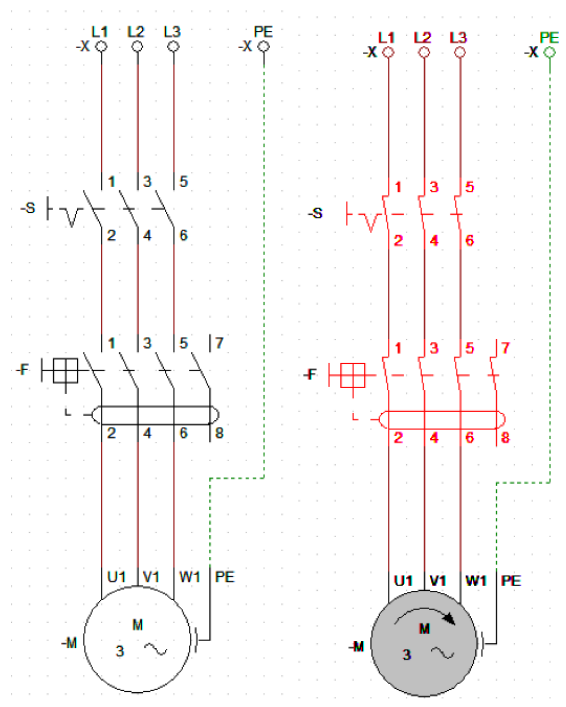 L1 L2 L3 PE
-X -X
1 3 5
-S
2 4 6
1 3 5 7
-F
2 4 6 8
U1 V1 W1 PE
M
-M 3
L1 L2 L3 PE
-X -X
1 3 5
-S
2 4 6
1 3 5 7
-F
2 4 6 8
U1 V1 W1 PE
M
-M 3